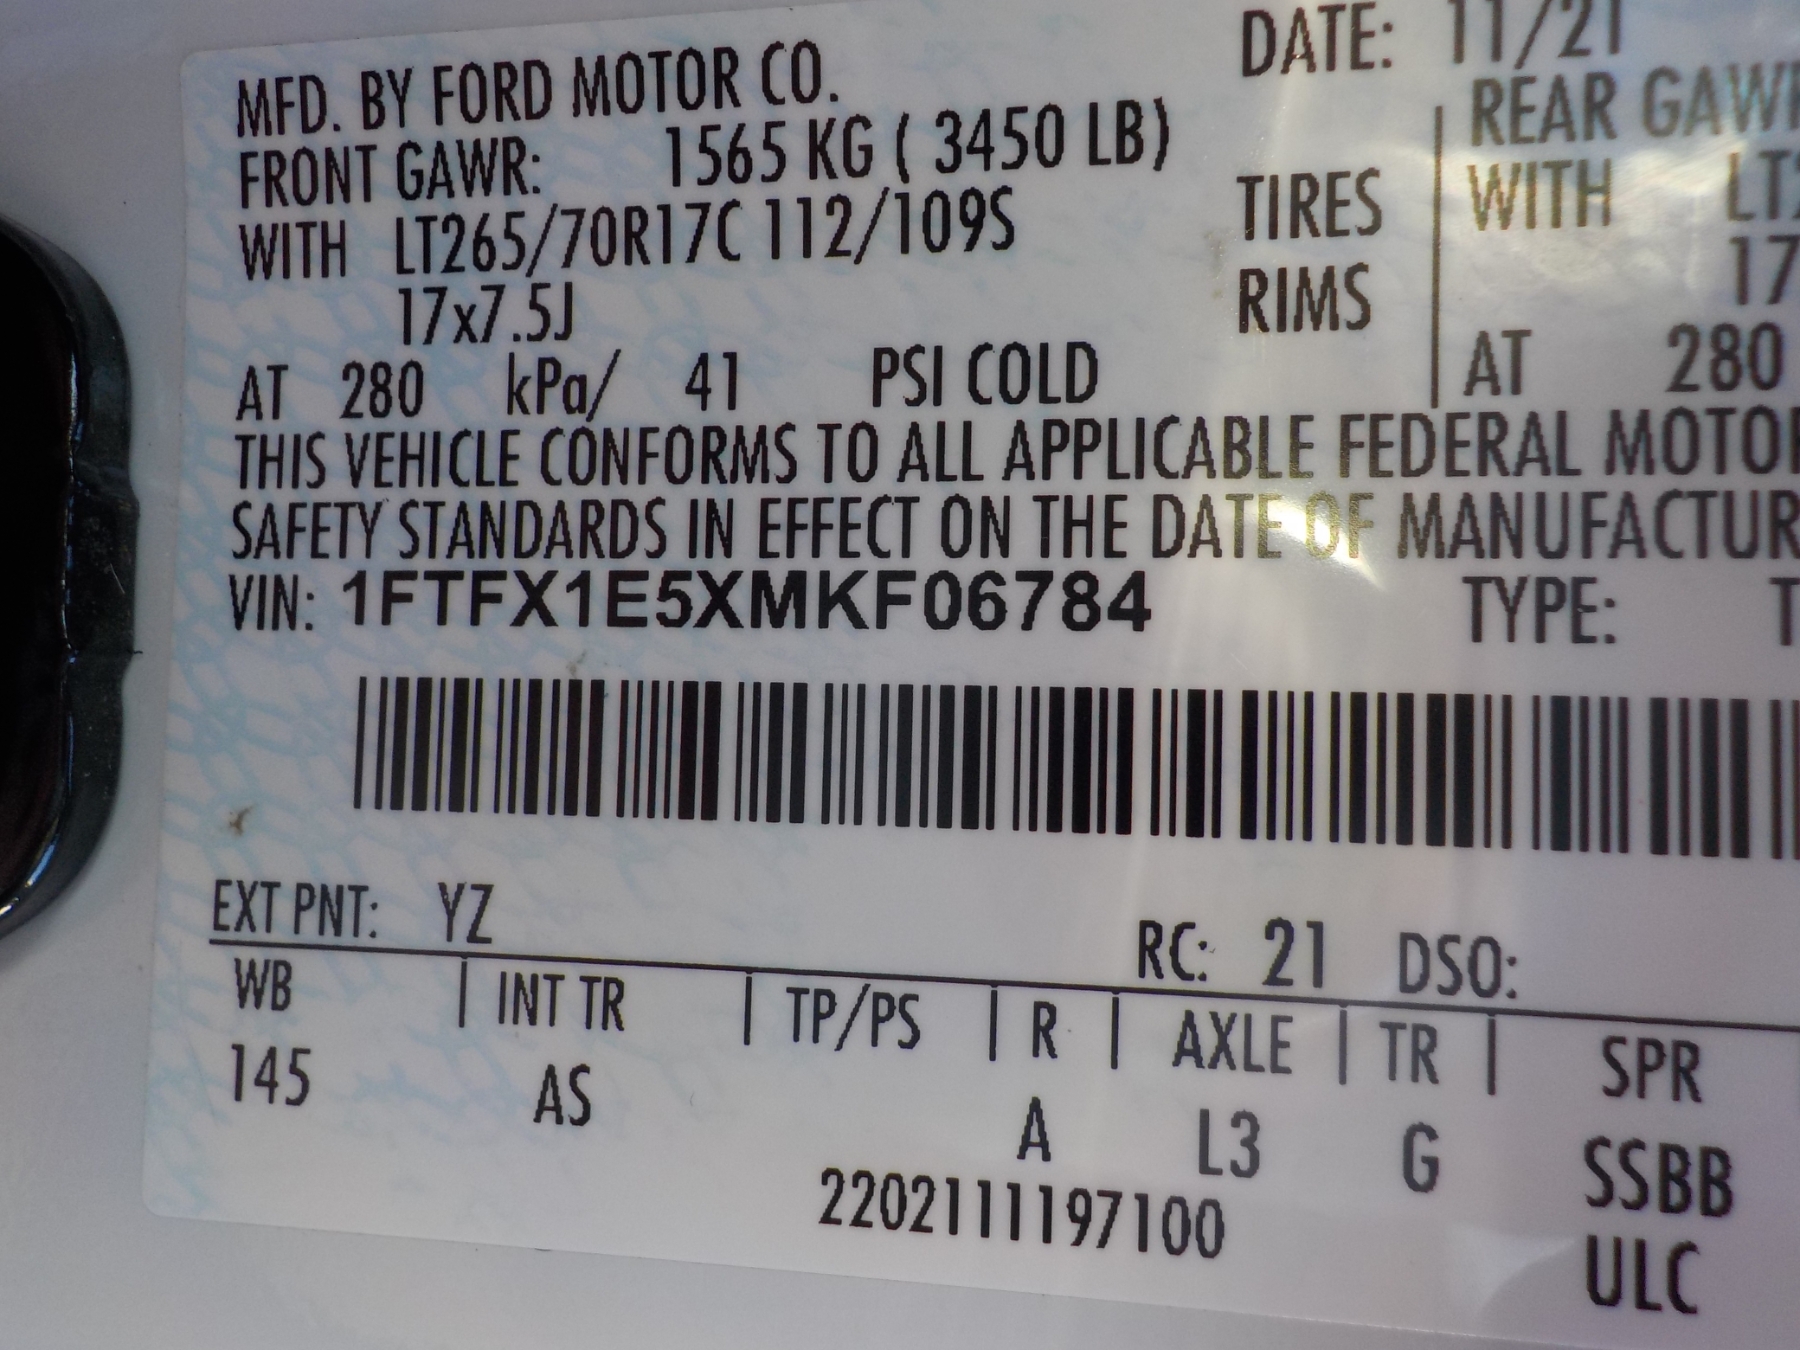 DATE: 11/21
MFD. BY FORD MOTOR CO.
FRONT GAWR: 1565 KG ( 3450 LB) REAR GAWR
WITH LT265/70R17C 112/109S TIRES WITH
17x7.5J RIMS 17
AT 280 kPa/ 41 PSI COLD AT 280
THIS VEHICLE CONFORMS TO ALL APPLICABLE FEDERAL MOTOR
SAFETY STANDARDS IN EFFECT ON THE DATE OF MANUFACTUR
VIN: 1FTFX1E5XMKF06784 TYPE: T
EXT PNT: YZ RC: 21 DSO:
WB | INT TR | TP/PS | R | AXLE | TR | SPR
145 AS A L3 G SSBB
2202111197100 ULC